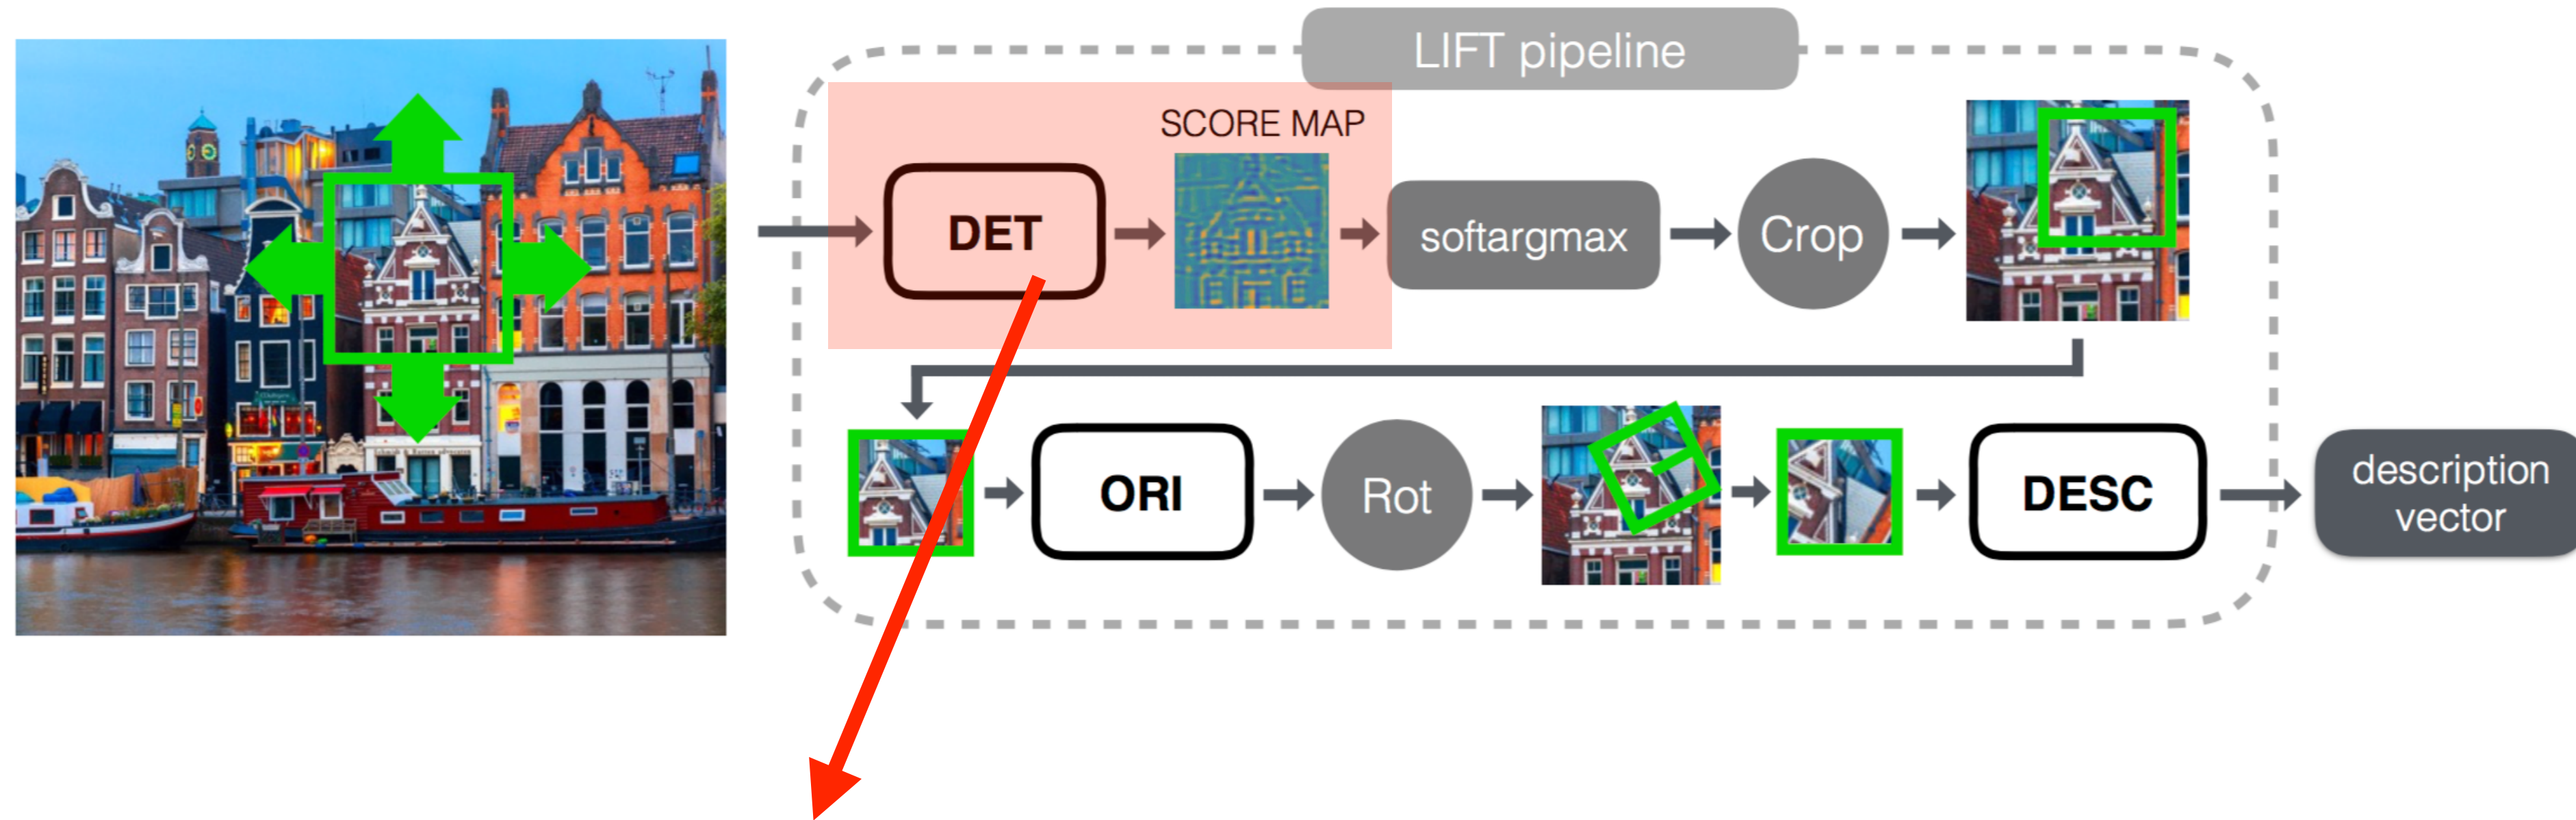 LIFT pipeline
SCORE MAP
DET
softargmax
Crop
ORI
Rot
DESC
description
vector